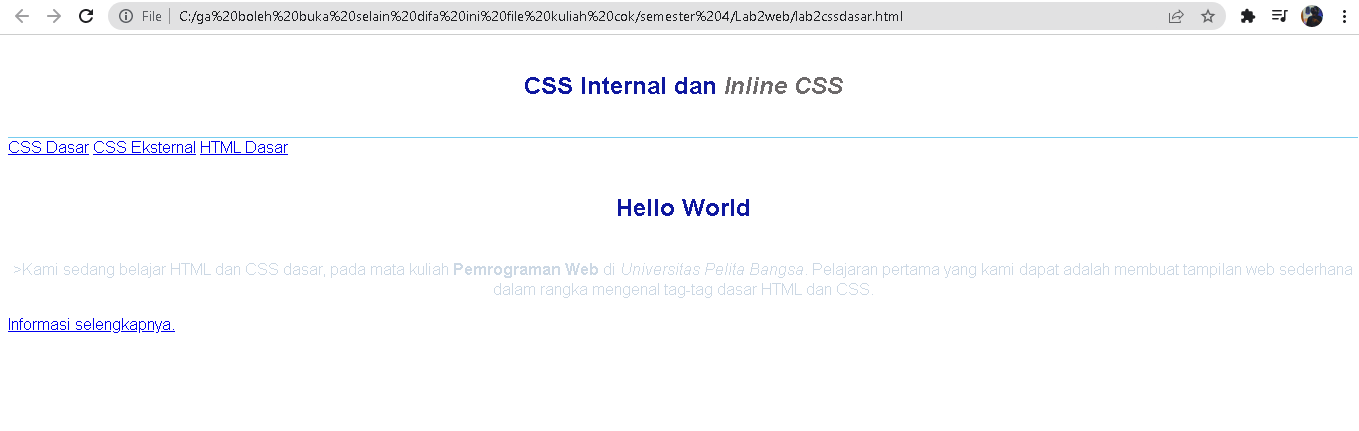 File | C:/ga%20boleh%20buka%20selain%20difa%20ini%20file%20kuliah%20cok/semester%204/Lab2web/lab2cssdasar.html
CSS Internal dan Inline CSS
CSS Dasar CSS Eksternal HTML Dasar
Hello World
>Kami sedang belajar HTML dan CSS dasar, pada mata kuliah Pemrograman Web di Universitas Pelita Bangsa. Pelajaran pertama yang kami dapat adalah membuat tampilan web sederhana
dalam rangka mengenal tag-tag dasar HTML dan CSS.
Informasi selengkapnya.